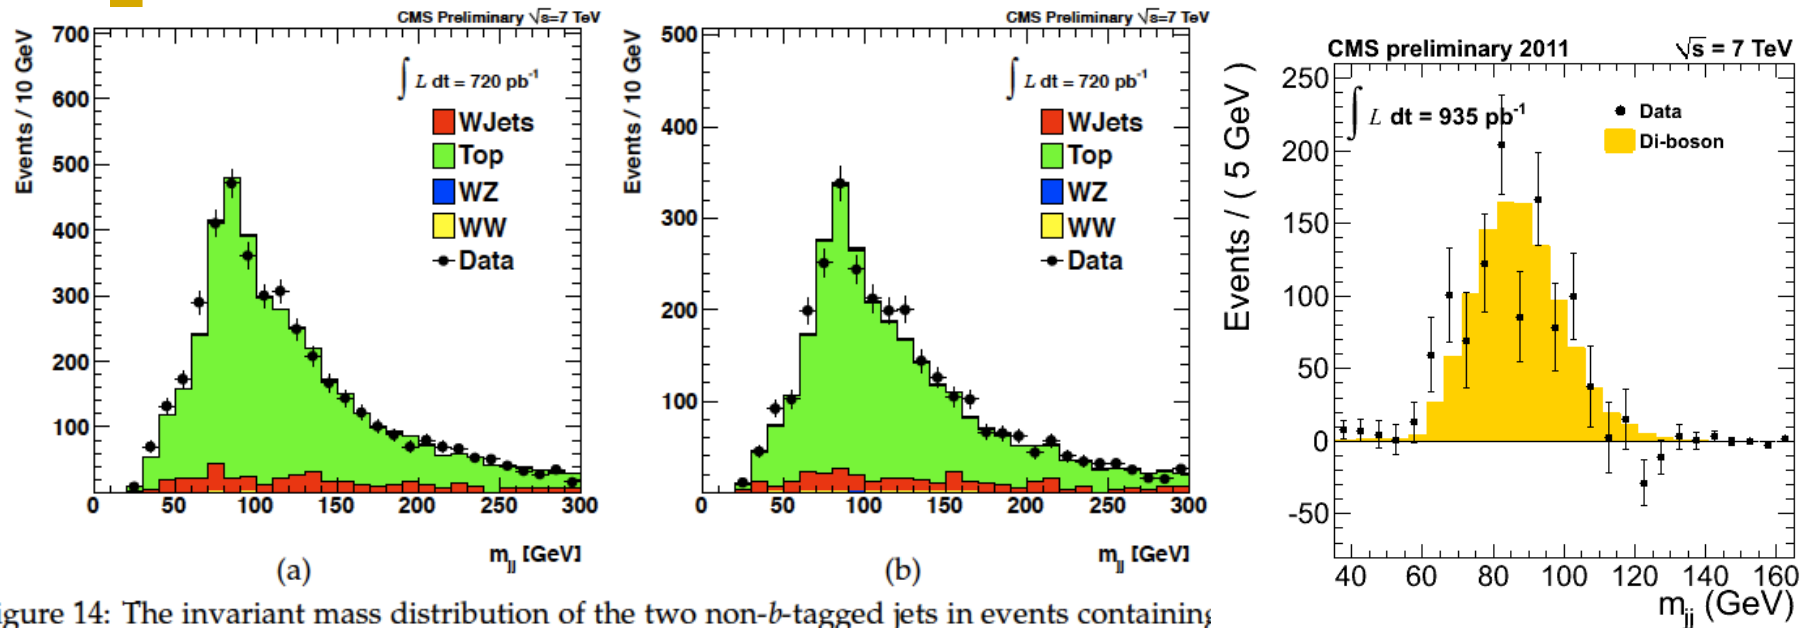 CMS Preliminary √s=7 TeV
Events / 10 GeV
700
600
500
400
300
200
100
0
50
100
150
200
250
300
∫ L dt = 720 pb⁻¹
WJets
Top
WZ
WW
Data
m_jj [GeV]
(a)
CMS Preliminary √s=7 TeV
Events / 10 GeV
500
400
300
200
100
0
50
100
150
200
250
300
∫ L dt = 720 pb⁻¹
WJets
Top
WZ
WW
Data
m_jj [GeV]
(b)
CMS preliminary 2011 √s = 7 TeV
Events / ( 5 GeV )
250
200
150
100
50
0
-50
40
60
80
100
120
140
160
∫ L dt = 935 pb⁻¹
Data
Di-boson
m_jj (GeV)
igure 14: The invariant mass distribution of the two non-b-tagged jets in events containing